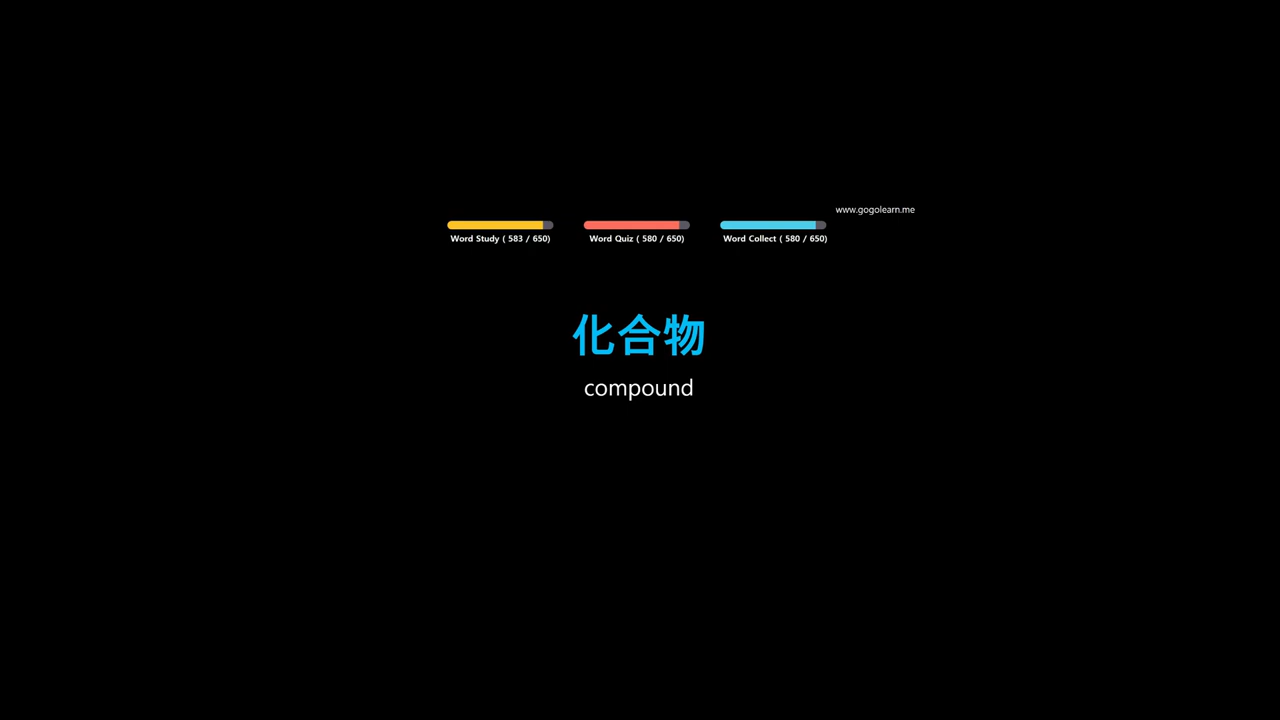 www.gogolearn.me
Word Study ( 583 / 650)
Word Quiz ( 580 / 650)
Word Collect ( 580 / 650)
化合物
compound